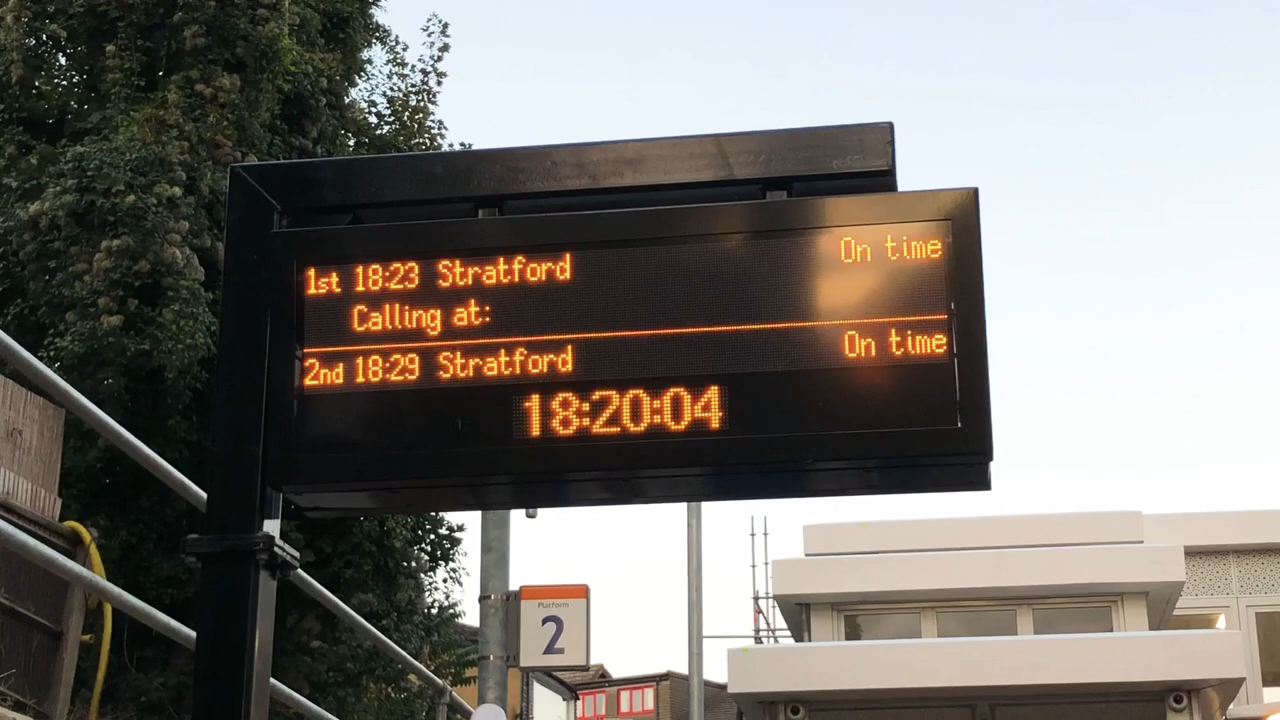 1st 18:23 Stratford On time
Calling at:
2nd 18:29 Stratford On time
18:20:04
Platform
2